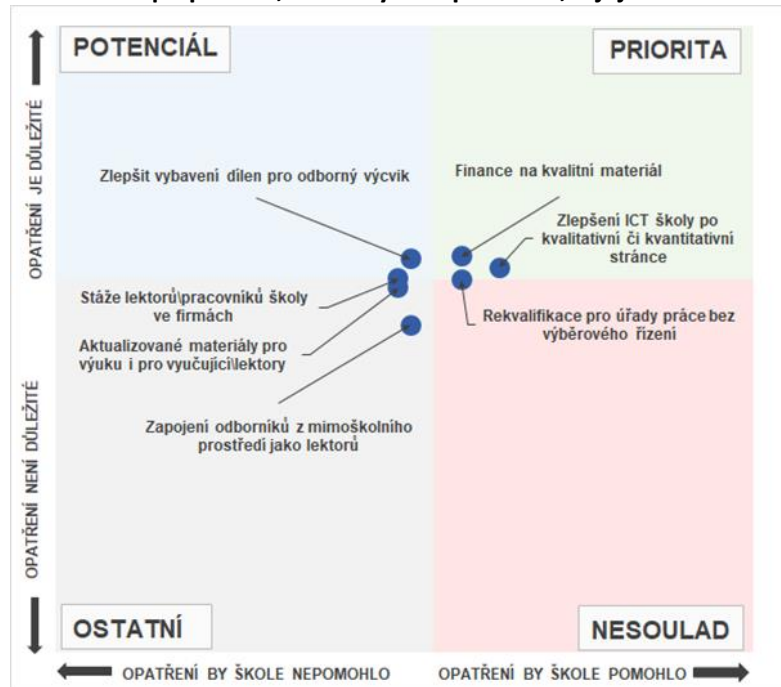 POTENCIÁL
PRIORITA
OPATŘENÍ JE DŮLEŽITÉ
Zlepšit vybavení dílen pro odborný výcvik
Finance na kvalitní materiál
Zlepšení ICT školy po
kvalitativní či kvantitativní
stránce
Stáže lektorů\pracovníků školy
ve firmách
Rekvalifikace pro úřady práce bez
výběrového řízení
Aktualizované materiály pro
výuku i pro vyučující\lektory
Zapojení odborníků z mimoškolního
prostředí jako lektorů
OPATŘENÍ NENÍ DŮLEŽITÉ
OSTATNÍ
NESOULAD
OPATŘENÍ BY ŠKOLE NEPOMOHLO
OPATŘENÍ BY ŠKOLE POMOHLO